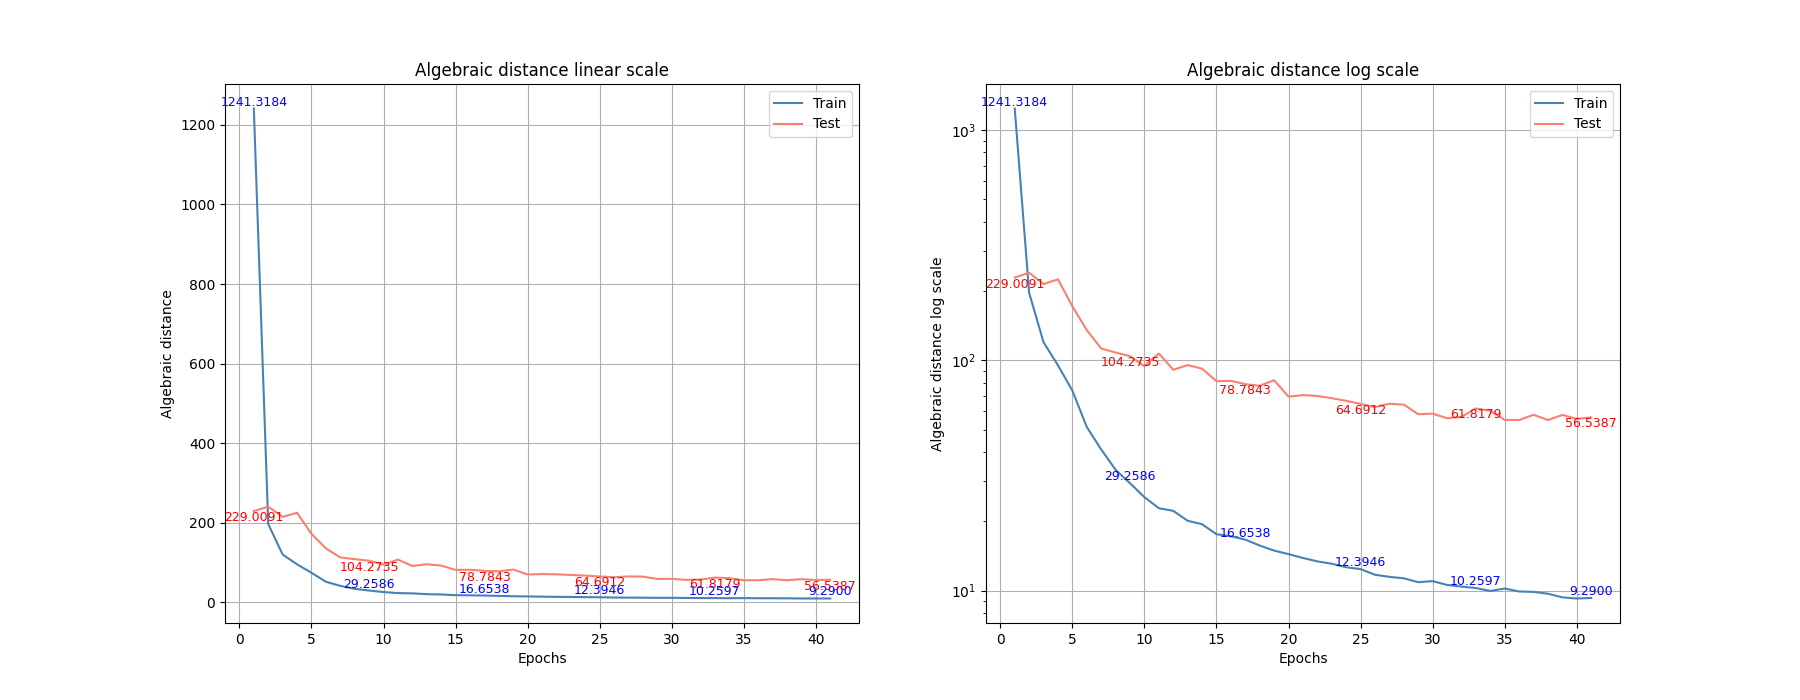 Algebraic distance linear scale
1241.3184
Train
Test
1200
1000
800
600
400
200
0
229.0091
104.2735
29.2586
78.7843
16.6538
64.6912
12.3946
61.8179
10.2597
56.5387
9.2900
Algebraic distance
0 5 10 15 20 25 30 35 40
Epochs
Algebraic distance log scale
1241.3184
Train
Test
10³
10²
10¹
229.0091
104.2735
29.2586
78.7843
16.6538
64.6912
12.3946
61.8179
10.2597
56.5387
9.2900
Algebraic distance log scale
0 5 10 15 20 25 30 35 40
Epochs